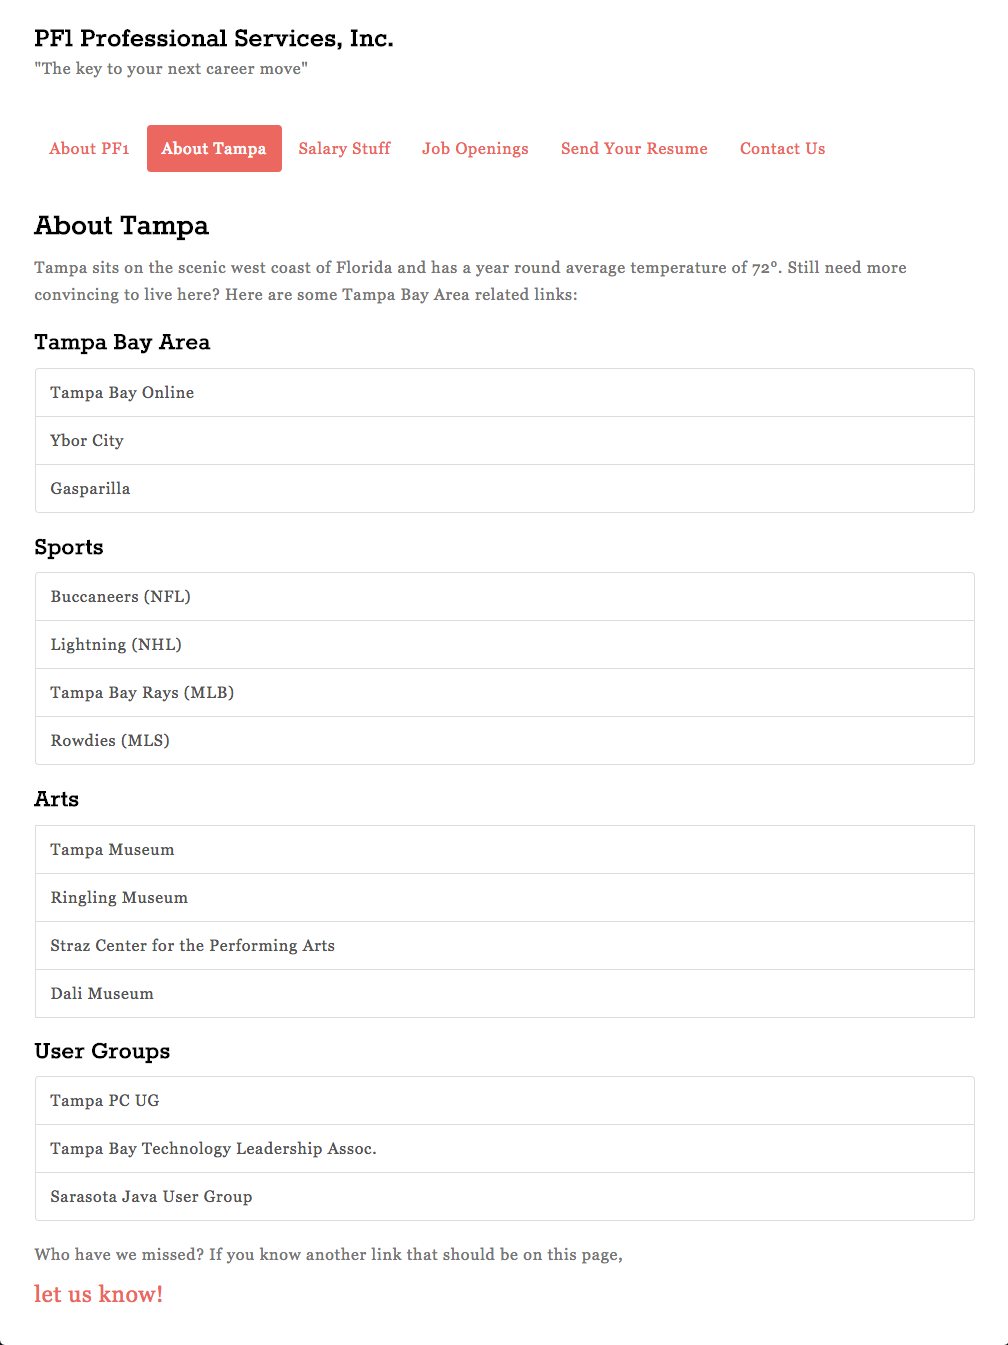 PF1 Professional Services, Inc.
"The key to your next career move"
About PF1 About Tampa Salary Stuff Job Openings Send Your Resume Contact Us
About Tampa
Tampa sits on the scenic west coast of Florida and has a year round average temperature of 72º. Still need more
convincing to live here? Here are some Tampa Bay Area related links:
Tampa Bay Area
Tampa Bay Online
Ybor City
Gasparilla
Sports
Buccaneers (NFL)
Lightning (NHL)
Tampa Bay Rays (MLB)
Rowdies (MLS)
Arts
Tampa Museum
Ringling Museum
Straz Center for the Performing Arts
Dali Museum
User Groups
Tampa PC UG
Tampa Bay Technology Leadership Assoc.
Sarasota Java User Group
Who have we missed? If you know another link that should be on this page,
let us know!